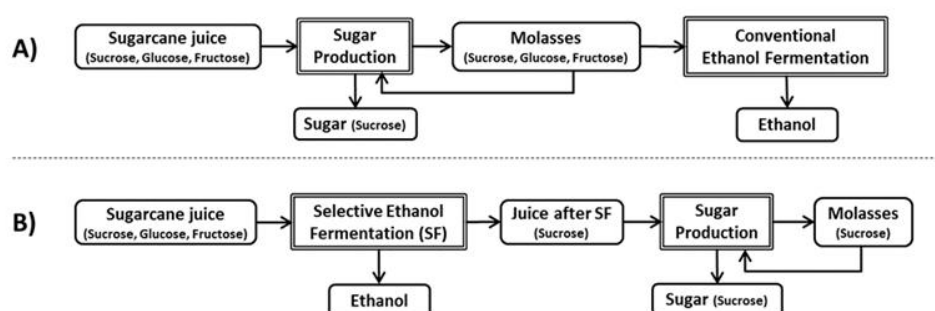 A)
Sugarcane juice
(Sucrose, Glucose, Fructose)
Sugar
Production
Molasses
(Sucrose, Glucose, Fructose)
Conventional
Ethanol Fermentation
Sugar (Sucrose)
Ethanol
B)
Sugarcane juice
(Sucrose, Glucose, Fructose)
Selective Ethanol
Fermentation (SF)
Juice after SF
(Sucrose)
Sugar
Production
Molasses
(Sucrose)
Ethanol
Sugar (Sucrose)